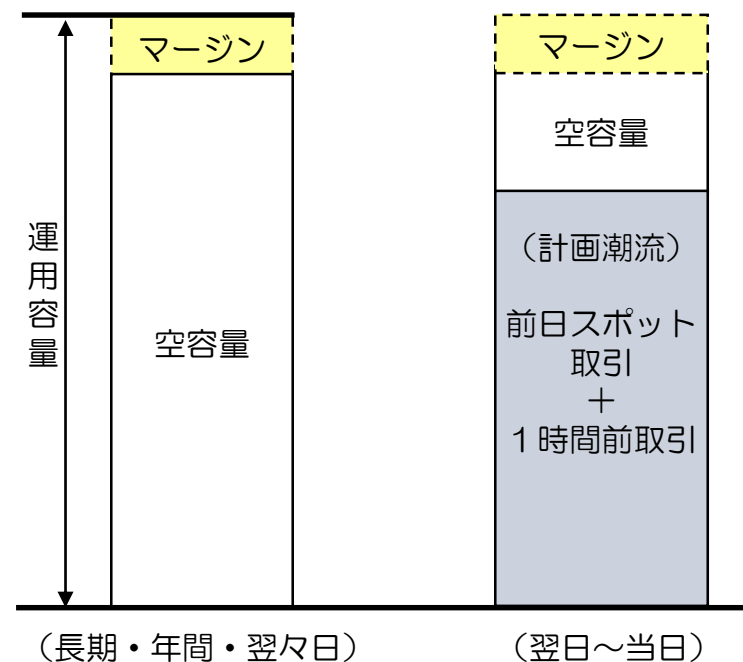 マージン
マージン
空容量
運用容量
（計画潮流）
前日スポット
取引
＋
１時間前取引
空容量
（長期・年間・翌々日）
（翌日～当日）